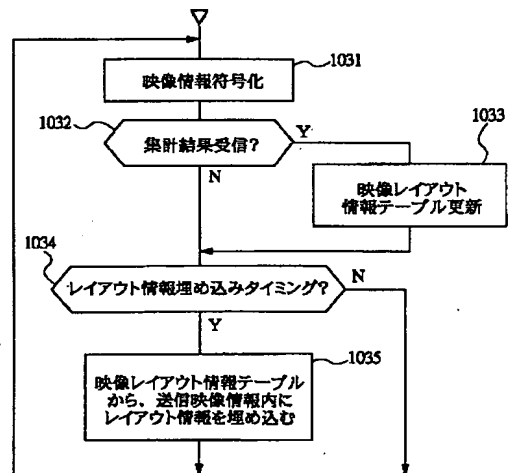 1031
映像情報符号化
1032
集計結果受信?
Y
N
1033
映像レイアウト
情報テーブル更新
1034
レイアウト情報埋め込みタイミング?
N
Y
1035
映像レイアウト情報テーブル
から、送信映像情報内に
レイアウト情報を埋め込む